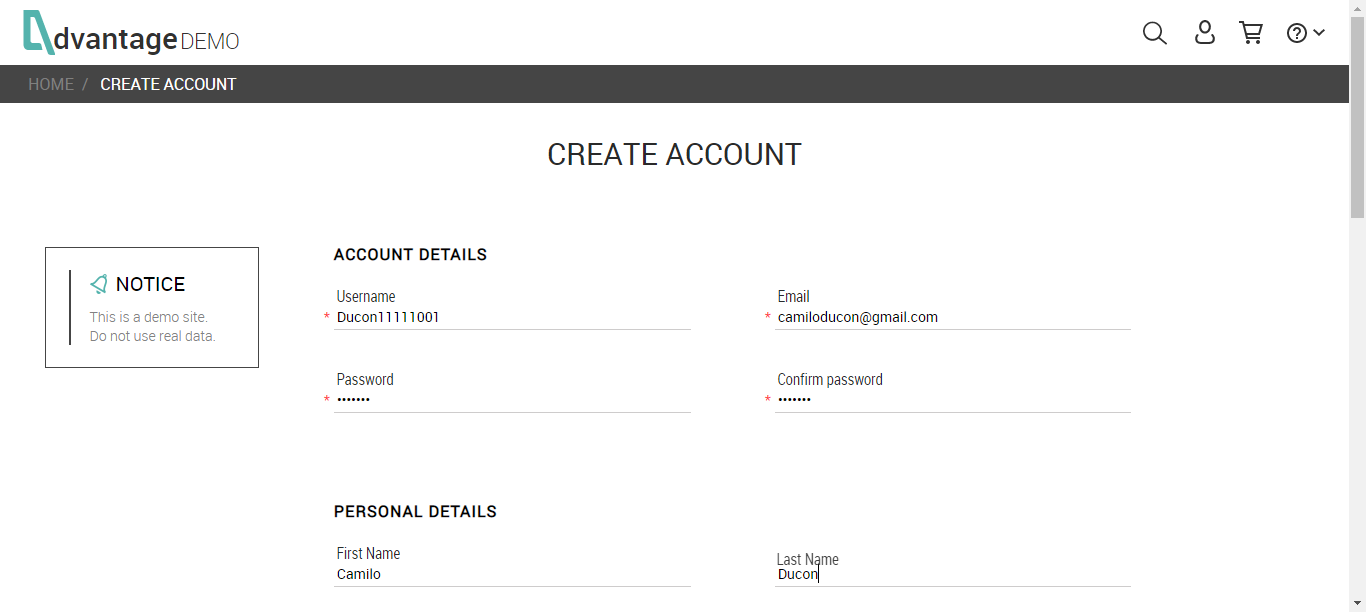 dvantage DEMO
HOME / CREATE ACCOUNT
CREATE ACCOUNT
NOTICE
This is a demo site.
Do not use real data.
ACCOUNT DETAILS
Username Email
* Ducon11111001 * camiloducon@gmail.com
Password Confirm password
* ••••••• * •••••••
PERSONAL DETAILS
First Name Last Name
Camilo Ducon